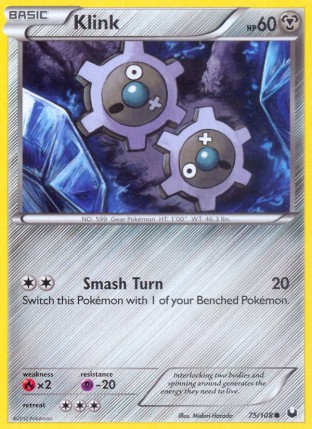 BASIC
Klink
HP60
NO. 599 Gear Pokémon HT. 1'00" WT. 46.3 lbs.
Smash Turn 20
Switch this Pokémon with 1 of your Benched Pokémon.
weakness resistance
×2 -20
retreat
Interlocking two bodies and
spinning around generates the
energy they need to live.
©2012 Pokémon
Illus. Midori Harada 75/108